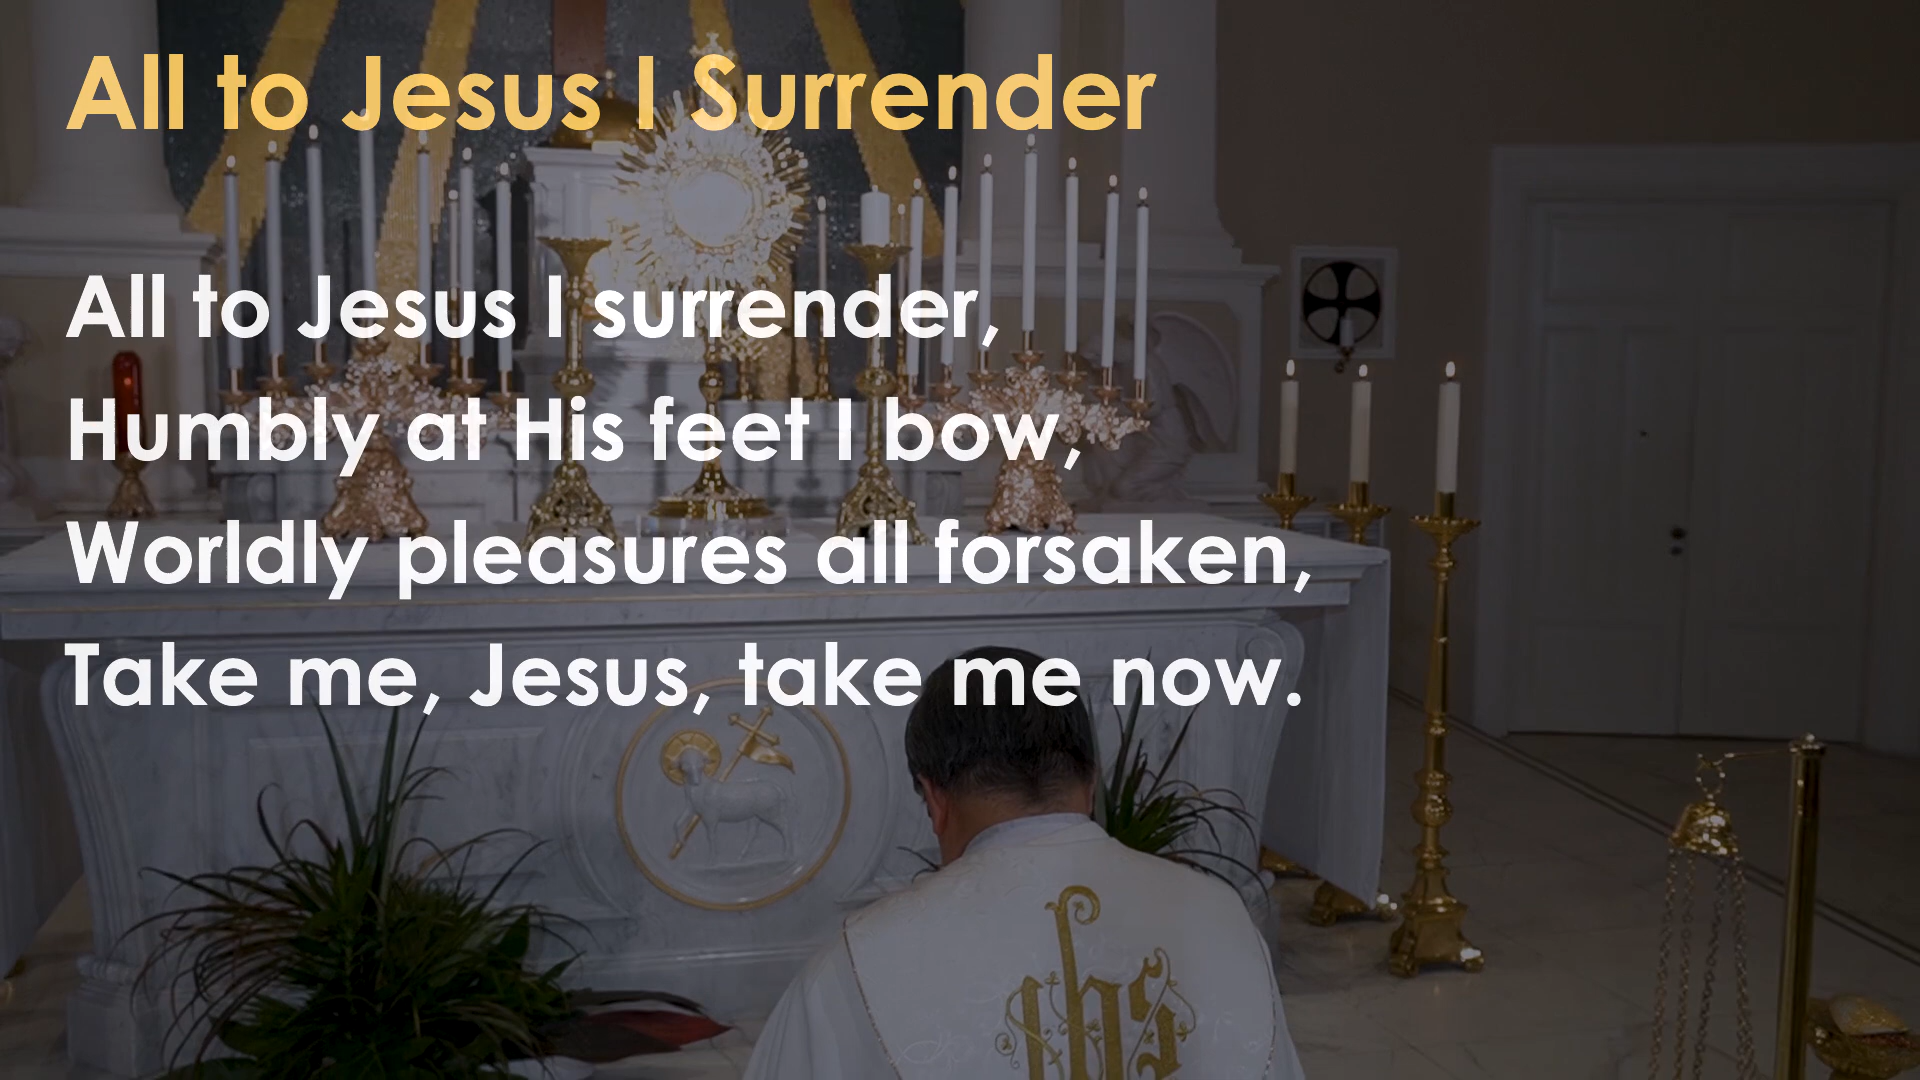 All to Jesus I Surrender
All to Jesus I surrender,
Humbly at His feet I bow,
Worldly pleasures all forsaken,
Take me, Jesus, take me now.
ihs